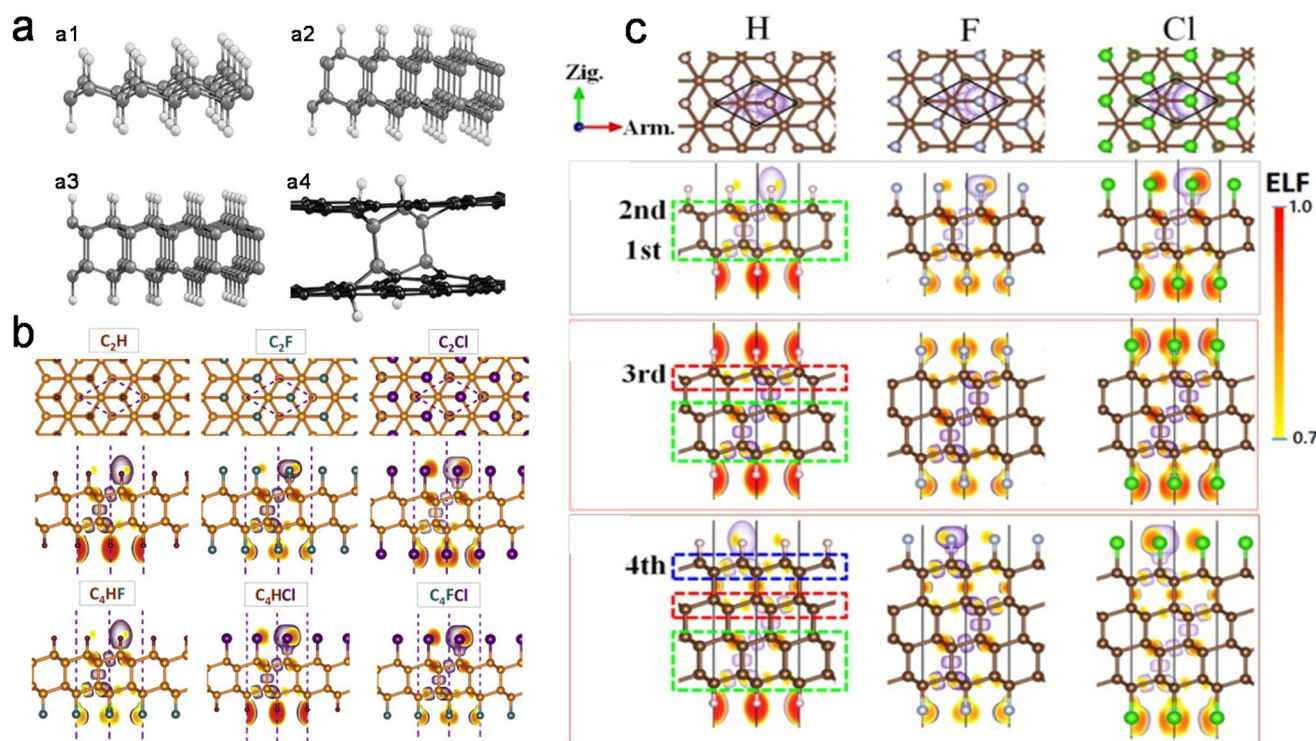 a
a1
a2
a3
a4
b
C₂H
C₂F
C₂Cl
C₄HF
C₄HCl
C₄FCl
c
H
F
Cl
Zig.
Arm.
2nd
1st
3rd
4th
ELF
1.0
0.7